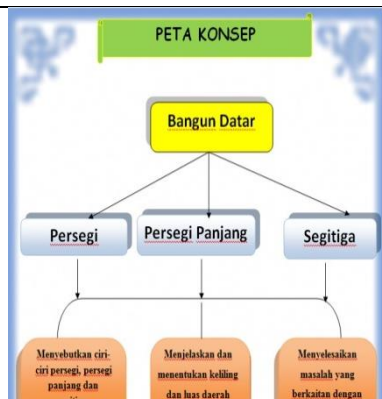 PETA KONSEP
Bangun Datar
Persegi
Persegi Panjang
Segitiga
Menyebutkan ciri-
ciri persegi, persegi
panjang dan
Menjelaskan dan
menentukan keliling
dan luas daerah
Menyelesaikan
masalah yang
berkaitan dengan